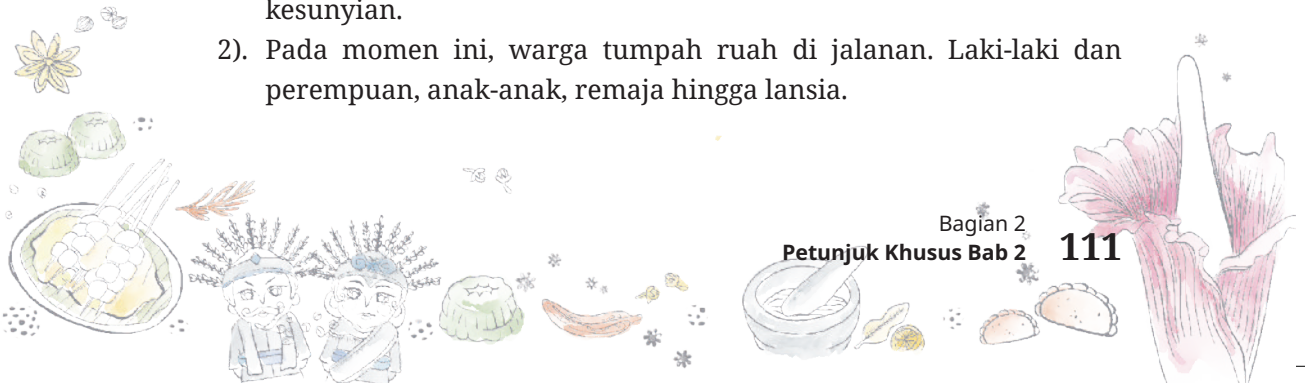 kesunyian.
2). Pada momen ini, warga tumpah ruah di jalanan. Laki-laki dan
perempuan, anak-anak, remaja hingga lansia.
Bagian 2
Petunjuk Khusus Bab 2 111